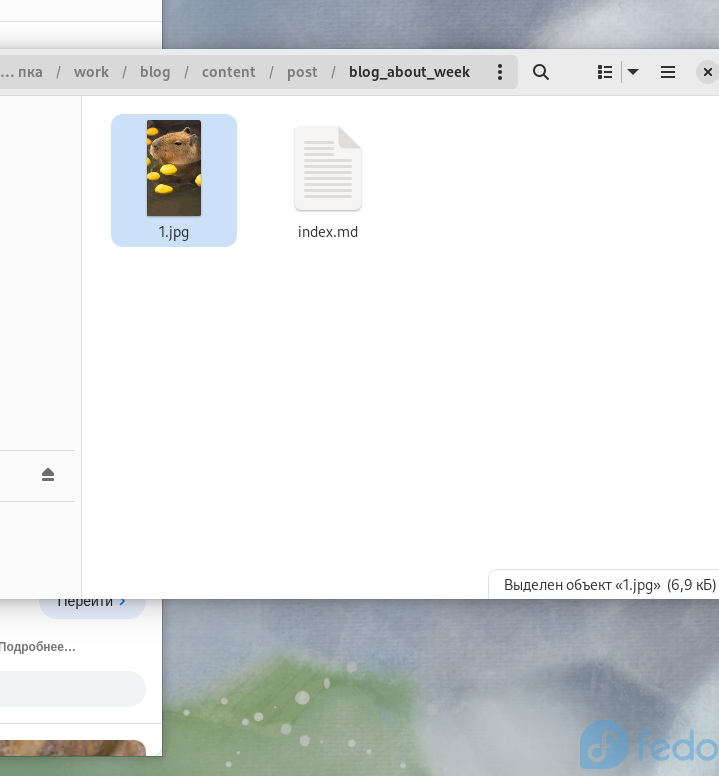 ... пка / work / blog / content / post / blog_about_week
1.jpg
index.md
Выделен объект «1.jpg» (6,9 кБ)
Перейти
Подробнее...
fedo